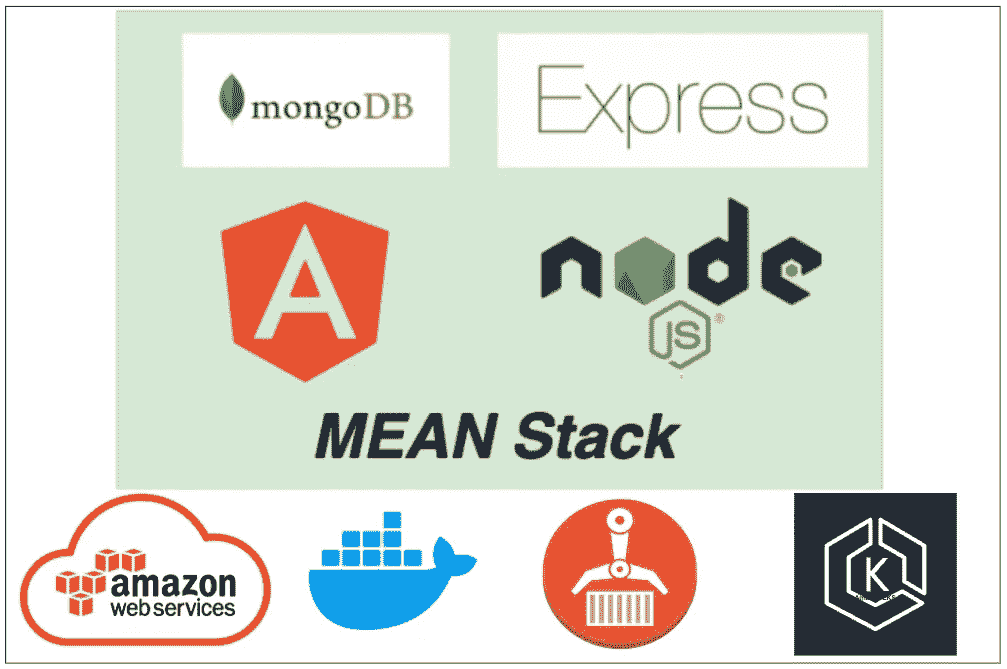 mongoDB
Express
A
node
JS®
MEAN Stack
amazon
web services
K